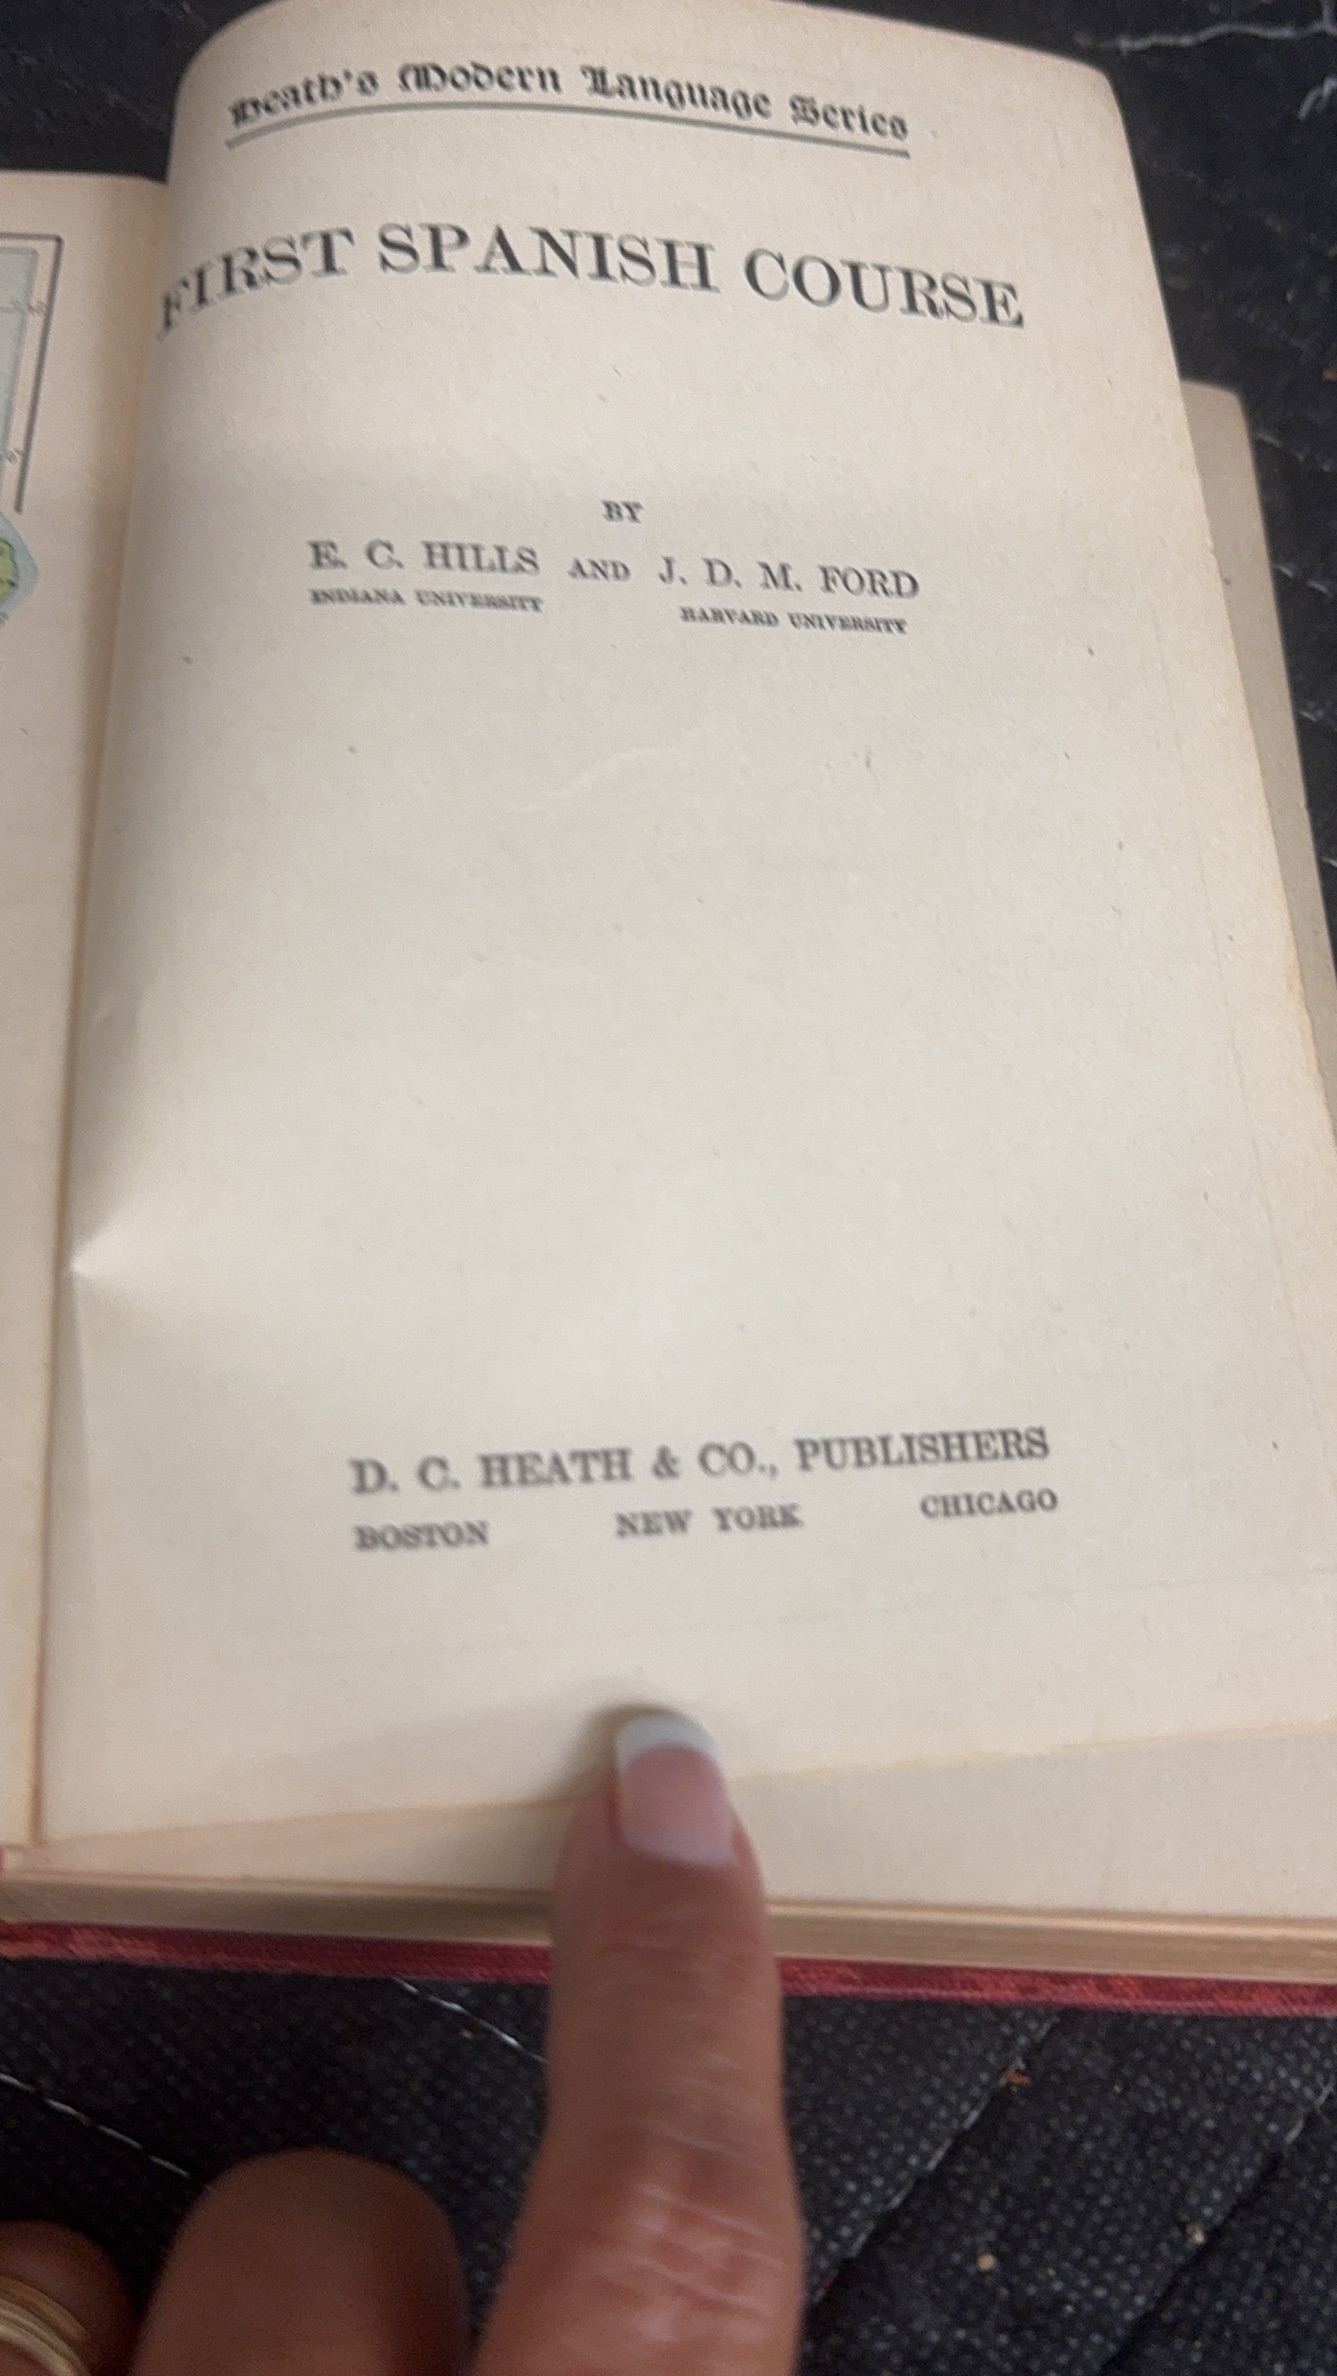 Heath's Modern Language Series
FIRST SPANISH COURSE
BY
E. C. HILLS AND J. D. M. FORD
INDIANA UNIVERSITY HARVARD UNIVERSITY
D. C. HEATH & CO., PUBLISHERS
BOSTON NEW YORK CHICAGO